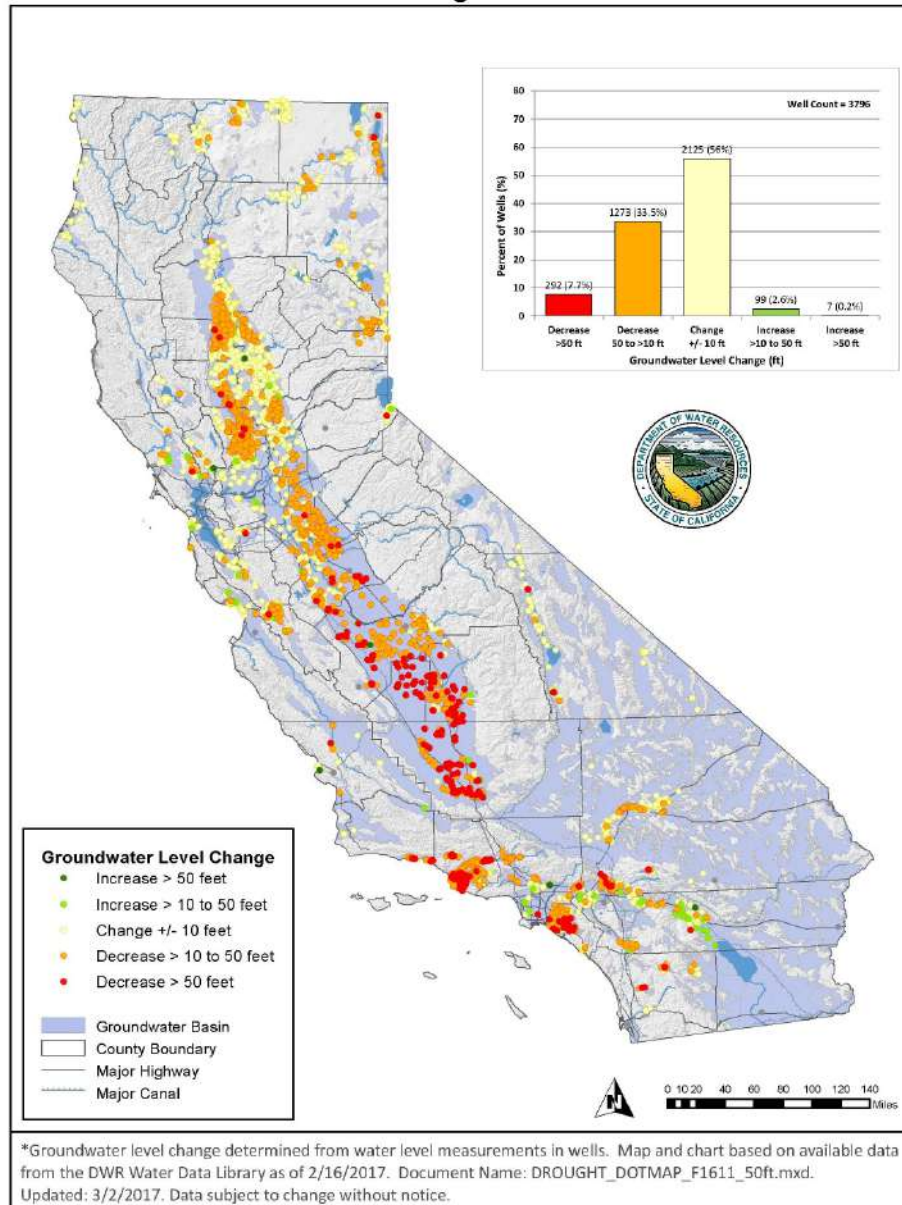 Well Count = 3796
80
70
60
50
40
30
20
10
0
Percent of Wells (%)
292 (7.7%)
1273 (33.5%)
2125 (56%)
99 (2.6%)
7 (0.2%)
Decrease >50 ft
Decrease 50 to >10 ft
Change +/- 10 ft
Increase >10 to 50 ft
Increase >50 ft
Groundwater Level Change (ft)
DEPARTMENT OF WATER RESOURCES
STATE OF CALIFORNIA
Groundwater Level Change
Increase > 50 feet
Increase > 10 to 50 feet
Change +/- 10 feet
Decrease > 10 to 50 feet
Decrease > 50 feet
Groundwater Basin
County Boundary
Major Highway
Major Canal
N
0 10 20 40 60 80 100 120 140
Miles
*Groundwater level change determined from water level measurements in wells. Map and chart based on available data
from the DWR Water Data Library as of 2/16/2017. Document Name: DROUGHT_DOTMAP_F1611_50ft.mxd.
Updated: 3/2/2017. Data subject to change without notice.